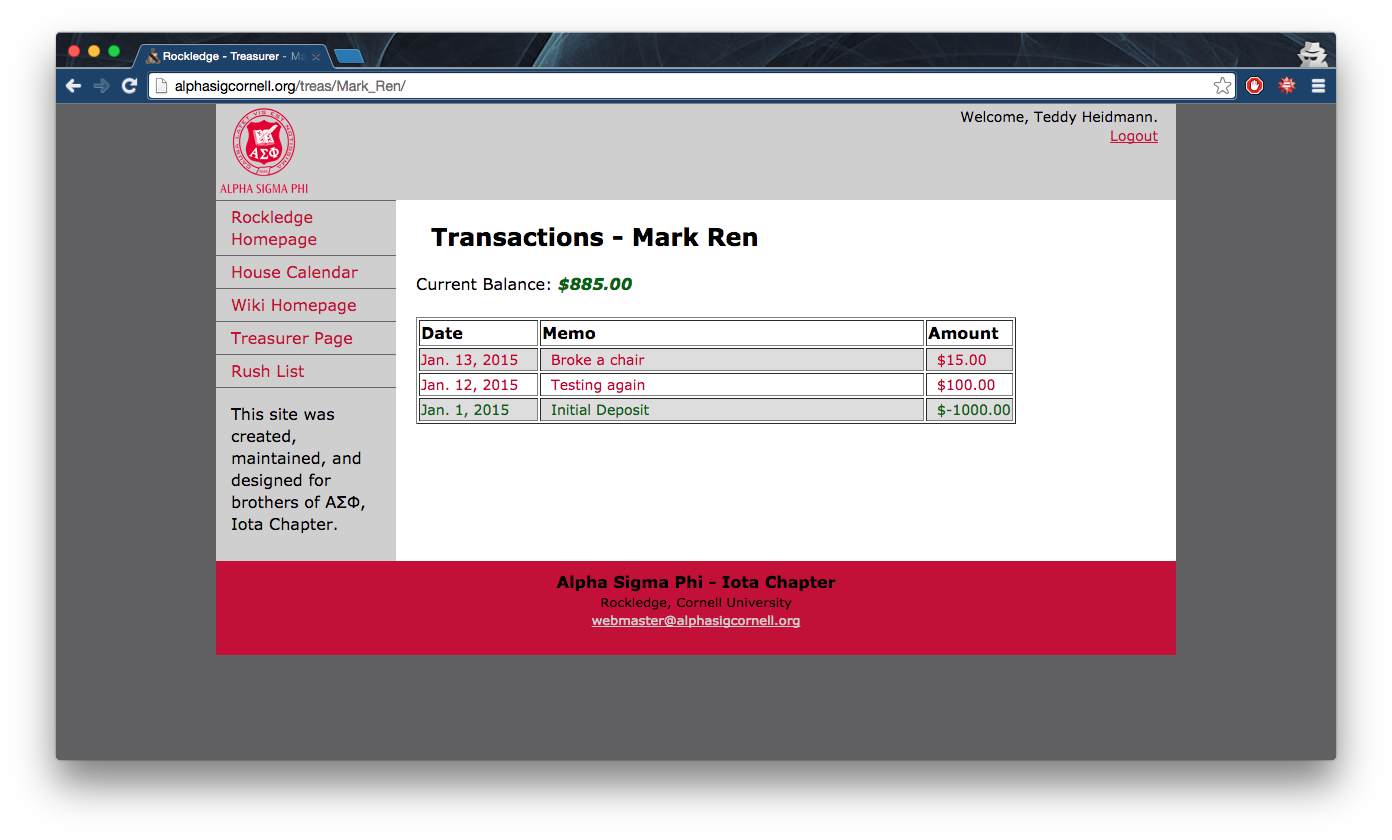 Rockledge - Treasurer - M
alphasigcornell.org/treas/Mark_Ren/
Welcome, Teddy Heidmann.
Logout
ΑΣΦ
ALPHA SIGMA PHI
Rockledge
Homepage
House Calendar
Wiki Homepage
Treasurer Page
Rush List
This site was
created,
maintained, and
designed for
brothers of ΑΣΦ,
Iota Chapter.
Transactions - Mark Ren
Current Balance: $885.00
Date Memo Amount
Jan. 13, 2015 Broke a chair $15.00
Jan. 12, 2015 Testing again $100.00
Jan. 1, 2015 Initial Deposit $-1000.00
Alpha Sigma Phi - Iota Chapter
Rockledge, Cornell University
webmaster@alphasigcornell.org